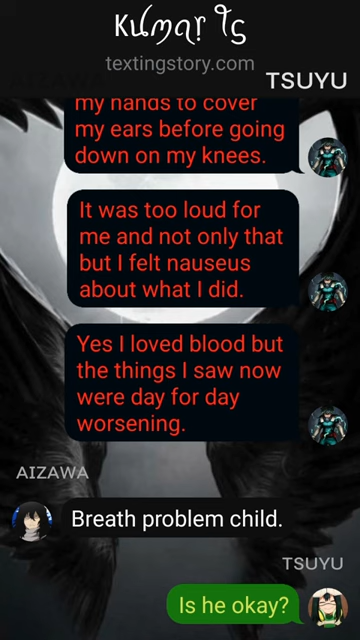 textingstory.com
AIZAWA
TSUYU
my hands to cover
my ears before going
down on my knees.
It was too loud for
me and not only that
but I felt nauseus
about what I did.
Yes I loved blood but
the things I saw now
were day for day
worsening.
AIZAWA
Breath problem child.
TSUYU
Is he okay?